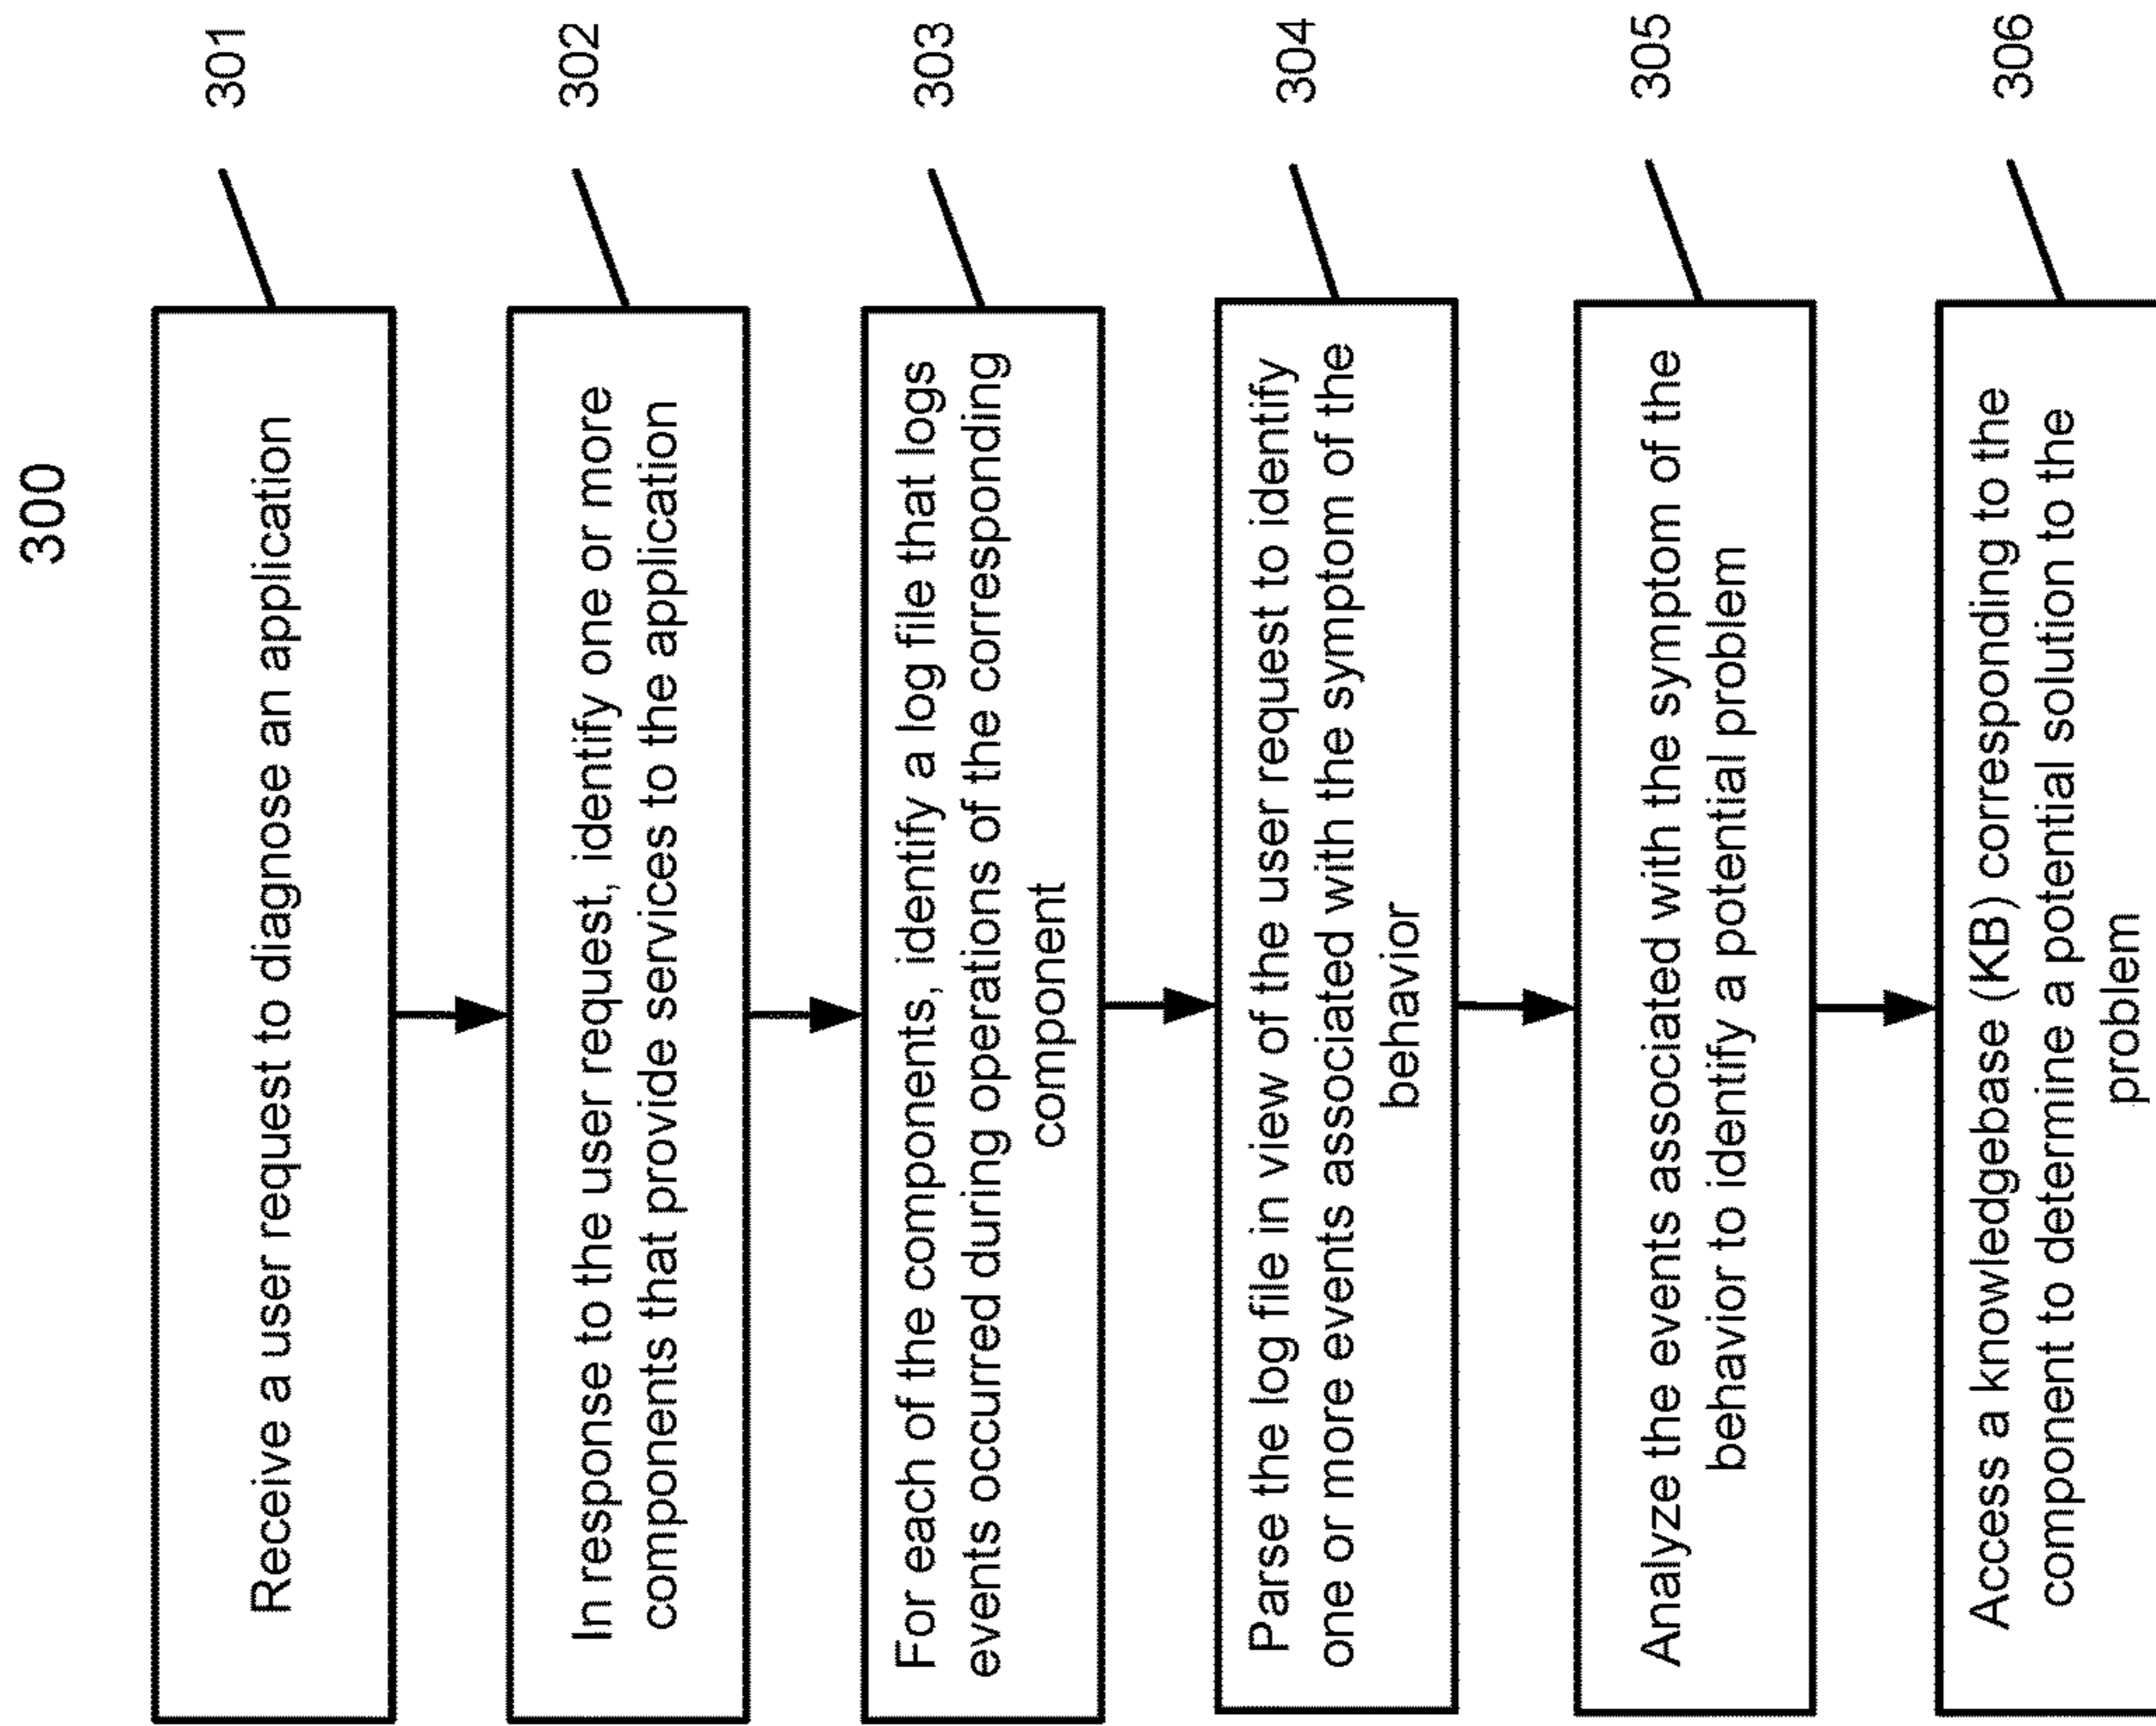 300
Receive a user request to diagnose an application
301
In response to the user request, identify one or more
components that provide services to the application
302
For each of the components, identify a log file that logs
events occurred during operations of the corresponding
component
303
Parse the log file in view of the user request to identify
one or more events associated with the symptom of the
behavior
304
Analyze the events associated with the symptom of the
behavior to identify a potential problem
305
Access a knowledgebase (KB) corresponding to the
component to determine a potential solution to the
problem
306